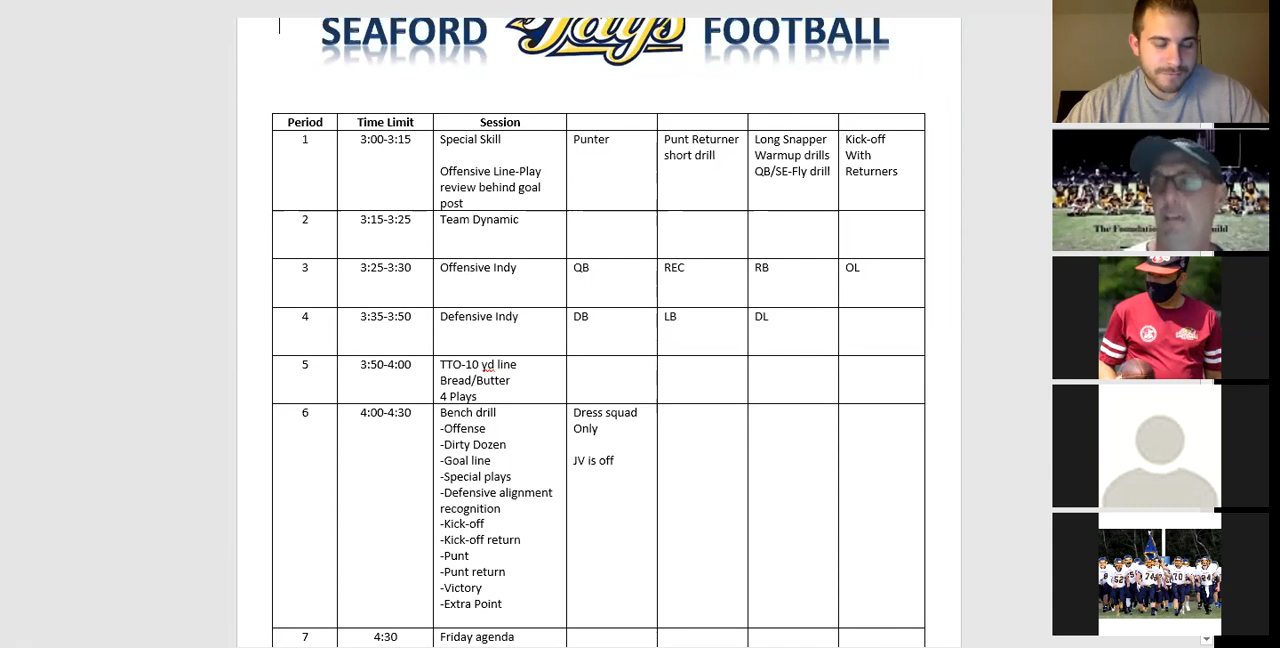 SEAFORD Jays FOOTBALL
Period Time Limit Session
1 3:00-3:15 Special Skill Punter Punt Returner Long Snapper Kick-off
short drill Warmup drills With
Offensive Line-Play QB/SE-Fly drill Returners
review behind goal
post
2 3:15-3:25 Team Dynamic
3 3:25-3:30 Offensive Indy QB REC RB OL
4 3:35-3:50 Defensive Indy DB LB DL
5 3:50-4:00 TTO-10 yd line
Bread/Butter
4 Plays
6 4:00-4:30 Bench drill Dress squad
-Offense Only
-Dirty Dozen
-Goal line JV is off
-Special plays
-Defensive alignment
recognition
-Kick-off
-Kick-off return
-Punt
-Punt return
-Victory
-Extra Point
7 4:30 Friday agenda
The Foundation
74
70